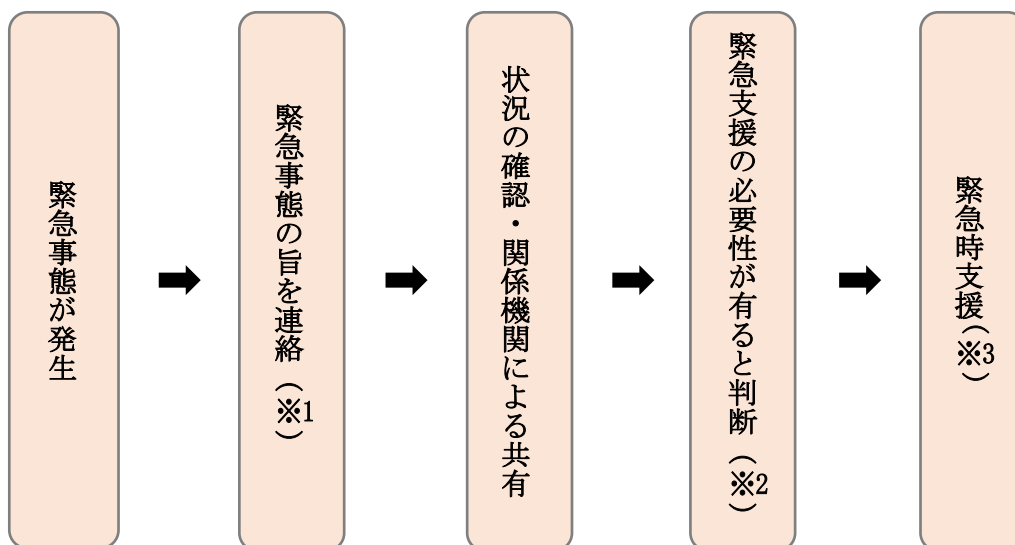 緊急事態が発生
緊急事態の旨を連絡（※1）
状況の確認・関係機関による共有
緊急支援の必要性が有ると判断（※2）
緊急時支援（※3）